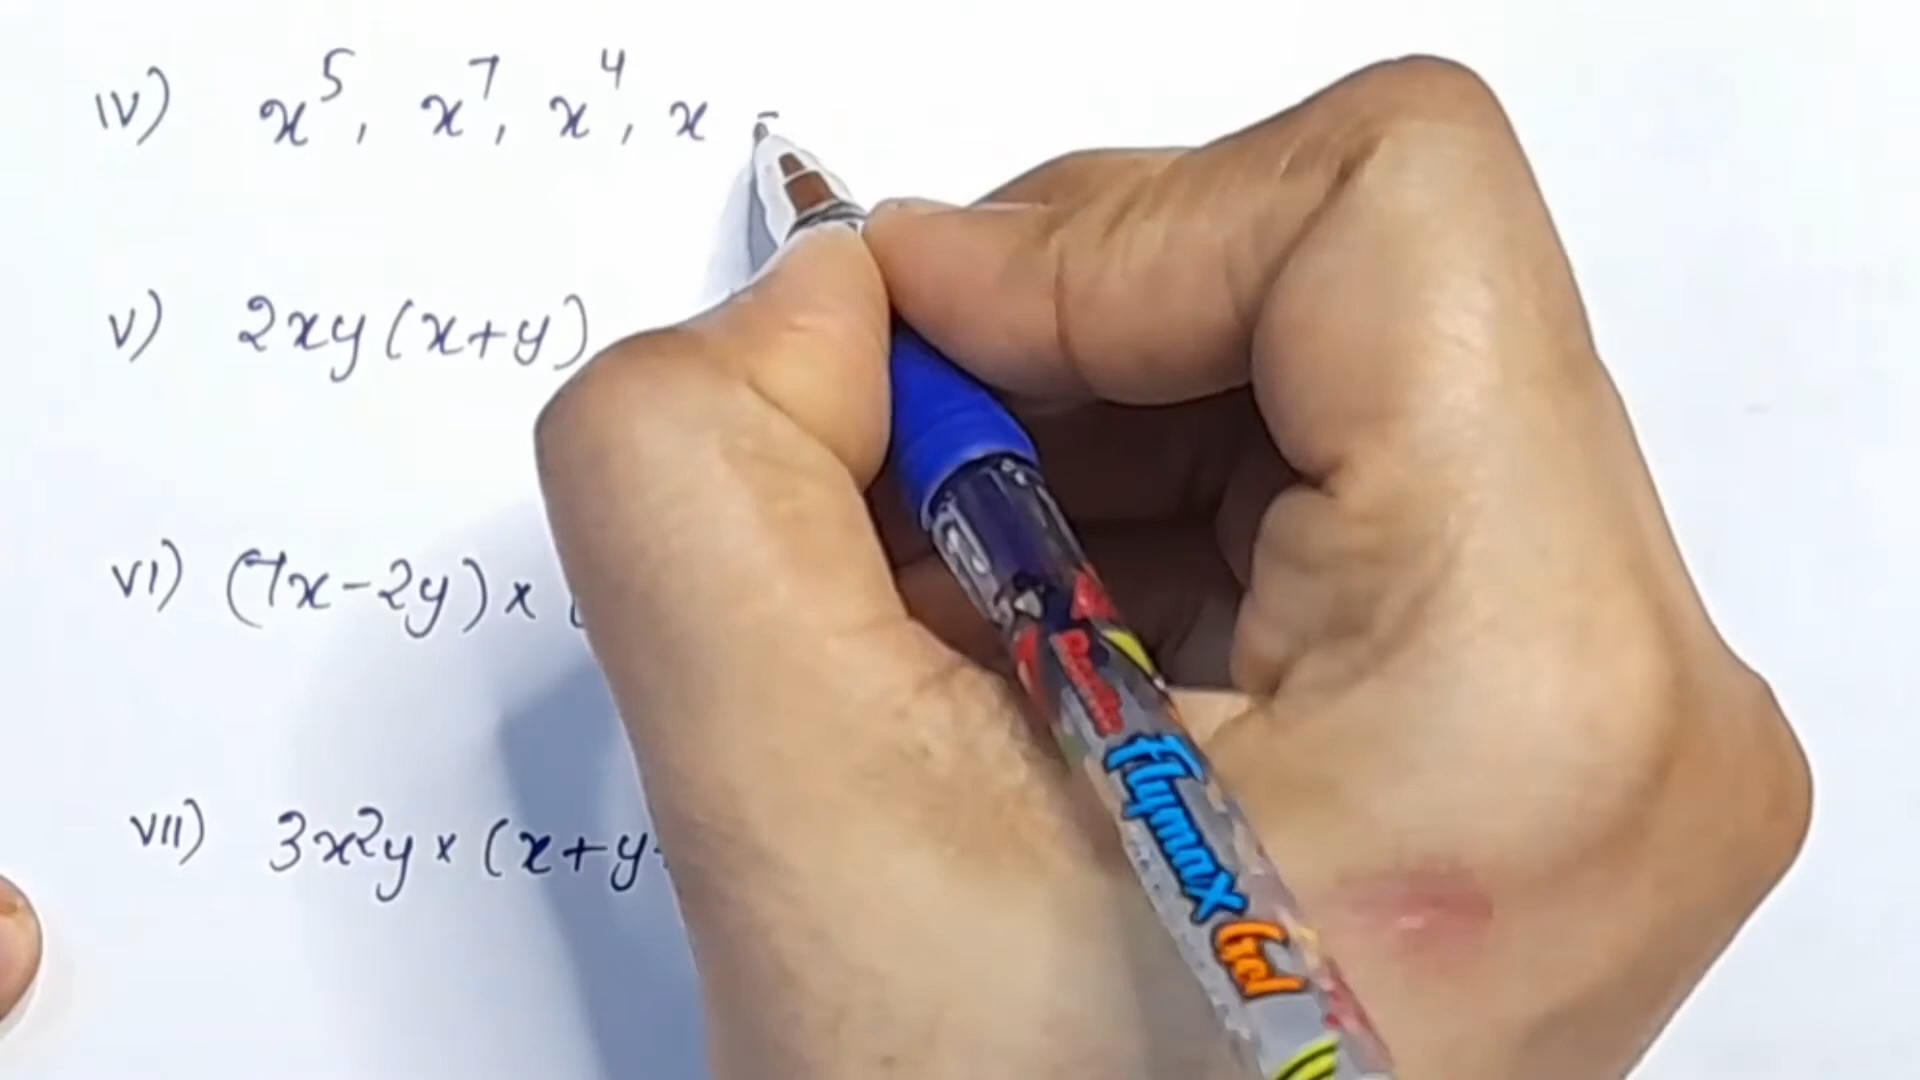 iv) x⁵, x⁷, x⁴, x =
v) 2xy(x+y)
vi) (7x-2y)× (
vii) 3x²y × (x+y
Flymax Gel